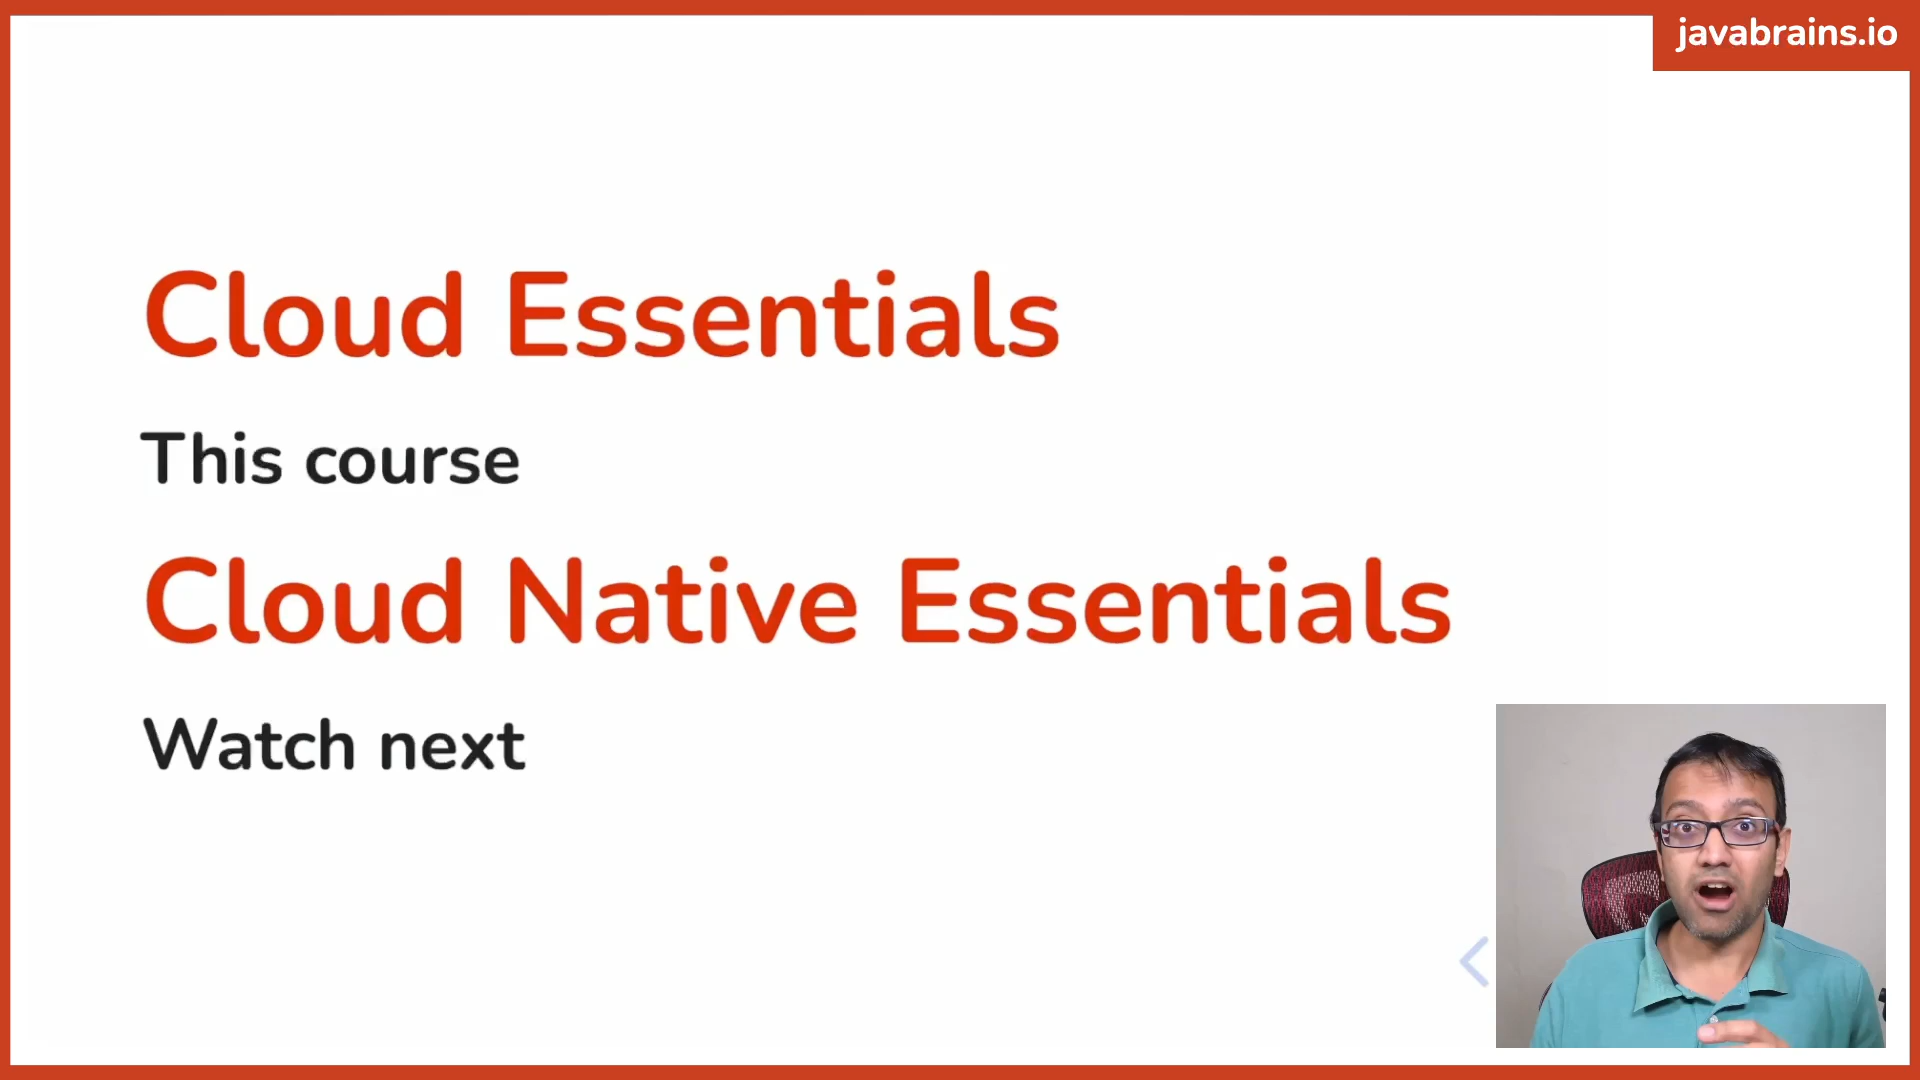 javabrains.io
Cloud Essentials
This course
Cloud Native Essentials
Watch next